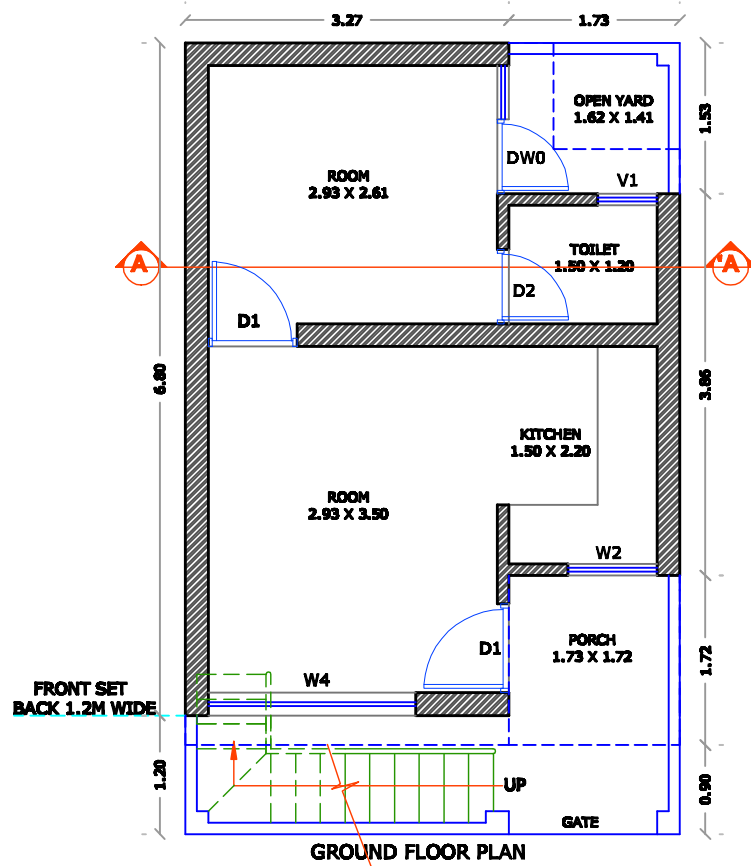 3.27
1.73
OPEN YARD
1.62 X 1.41
1.53
DW0
ROOM
2.93 X 2.61
V1
TOILET
1.50 X 1.20
A
'A
D2
D1
6.80
3.86
KITCHEN
1.50 X 2.20
ROOM
2.93 X 3.50
W2
D1
PORCH
1.73 X 1.72
1.72
W4
FRONT SET
BACK 1.2M WIDE
1.20
UP
0.90
GATE
GROUND FLOOR PLAN